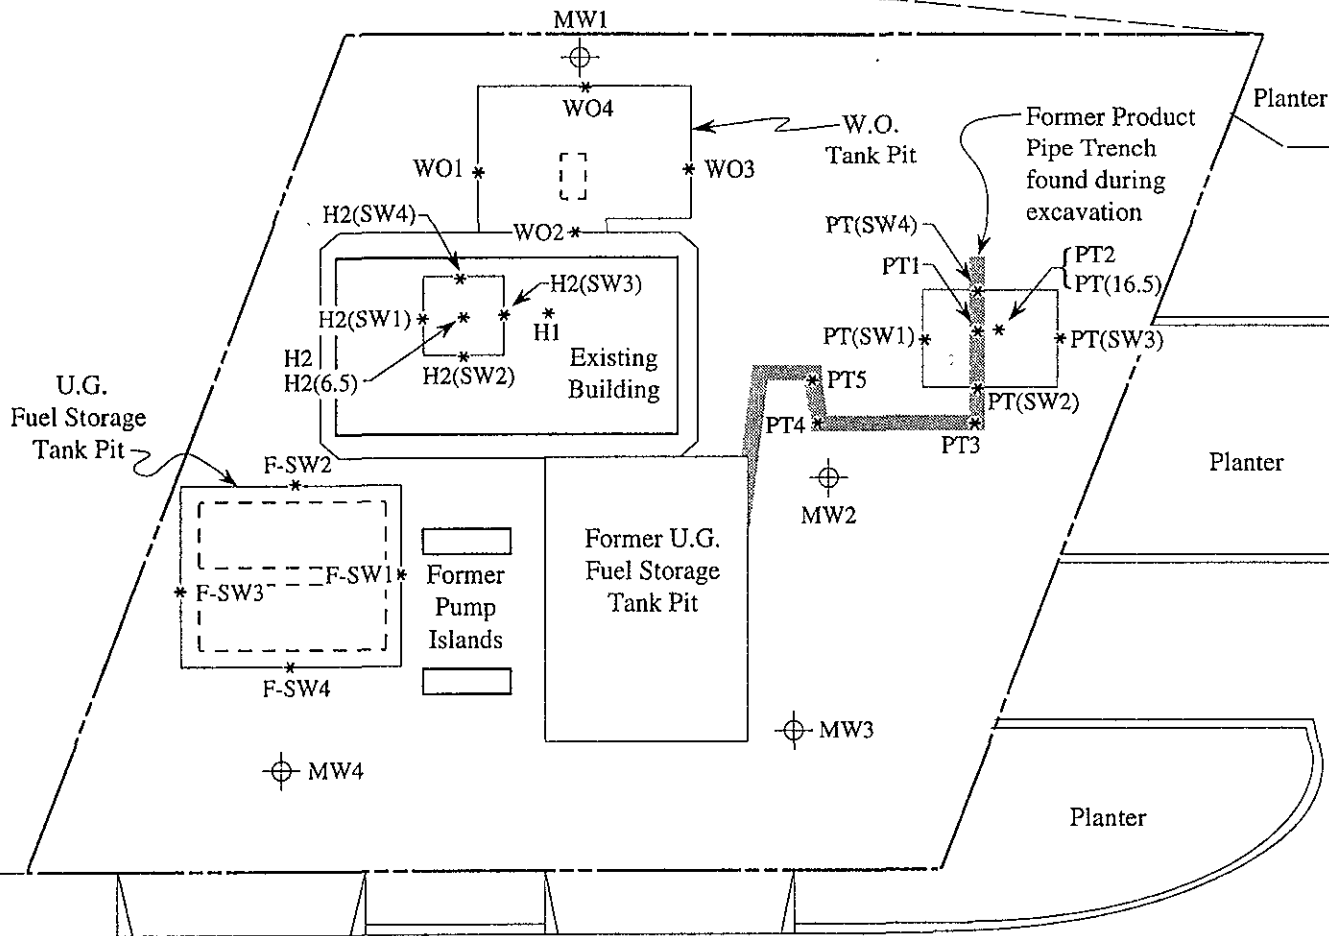 MW1
WO4
Planter
W.O.
Tank Pit
Former Product
Pipe Trench
found during
excavation
WO1
WO3
H2(SW4)
WO2
PT(SW4)
PT1
PT2
PT(16.5)
H2(SW3)
H2(SW1)
H1
PT(SW1)
PT(SW3)
H2
H2(6.5)
H2(SW2)
Existing
Building
PT5
PT(SW2)
PT4
PT3
U.G.
Fuel Storage
Tank Pit
F-SW2
Planter
MW2
F-SW1
F-SW3
Former
Pump
Islands
Former U.G.
Fuel Storage
Tank Pit
F-SW4
MW3
MW4
Planter